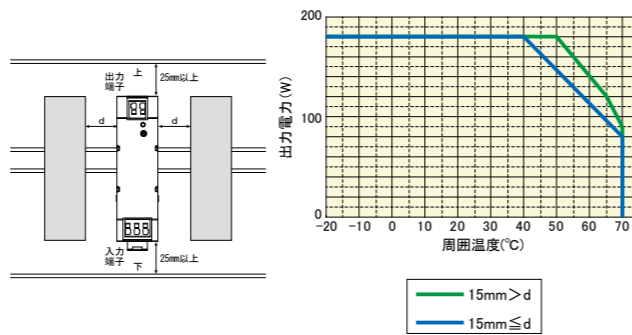 出力
端子
上
25mm以上
d
d
入力
端子
下
25mm以上
出力電力(W)
200
100
0
-20
-10
0
10
20
30
40
50
60
70
周囲温度(℃)
15mm＞d
15mm≦d